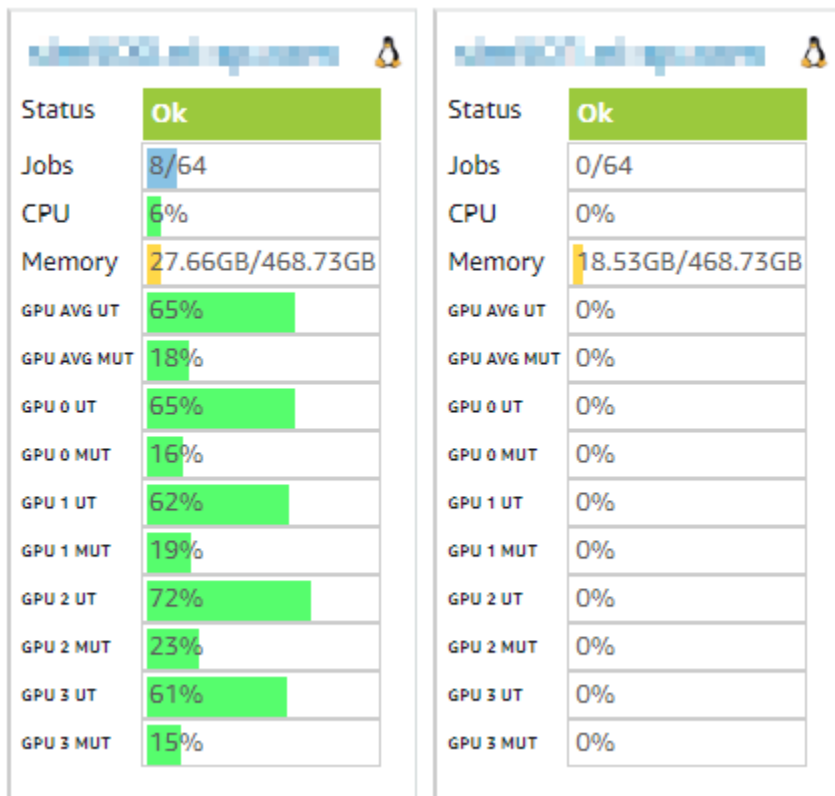 Status Ok
Jobs 8/64
CPU 6%
Memory 27.66GB/468.73GB
GPU AVG UT 65%
GPU AVG MUT 18%
GPU 0 UT 65%
GPU 0 MUT 16%
GPU 1 UT 62%
GPU 1 MUT 19%
GPU 2 UT 72%
GPU 2 MUT 23%
GPU 3 UT 61%
GPU 3 MUT 15%
Status Ok
Jobs 0/64
CPU 0%
Memory 18.53GB/468.73GB
GPU AVG UT 0%
GPU AVG MUT 0%
GPU 0 UT 0%
GPU 0 MUT 0%
GPU 1 UT 0%
GPU 1 MUT 0%
GPU 2 UT 0%
GPU 2 MUT 0%
GPU 3 UT 0%
GPU 3 MUT 0%